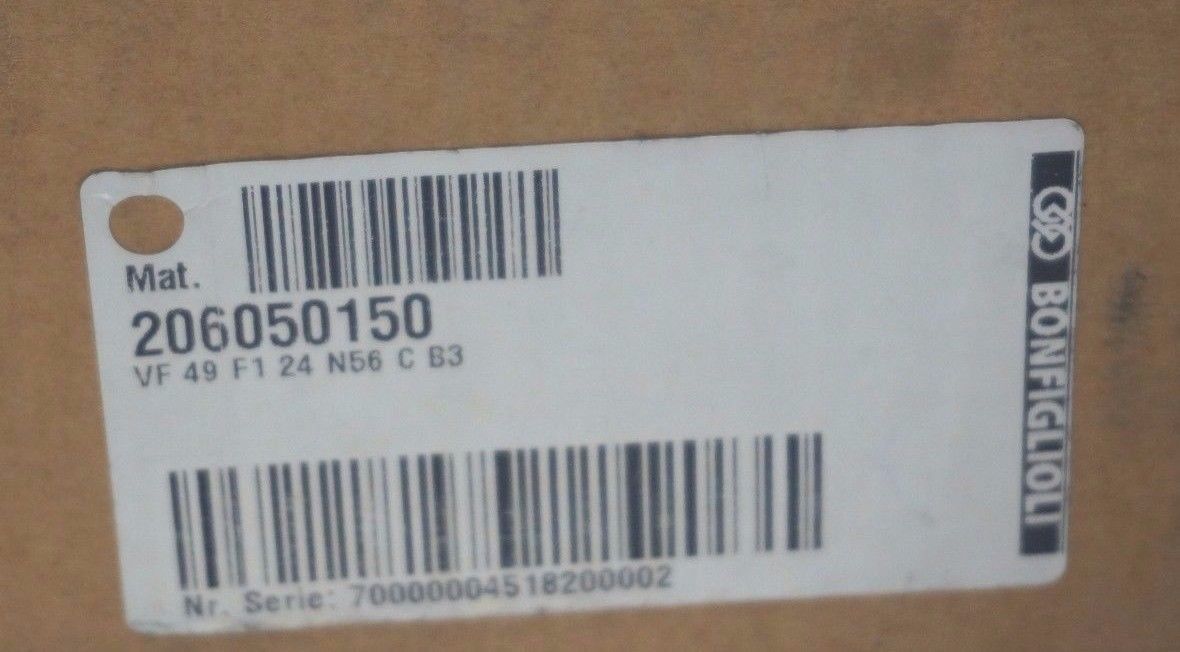 Mat.
206050150
VF 49 F1 24 N56 C B3
Nr. Serie: 70000004518200002
BONFIGLIOLI